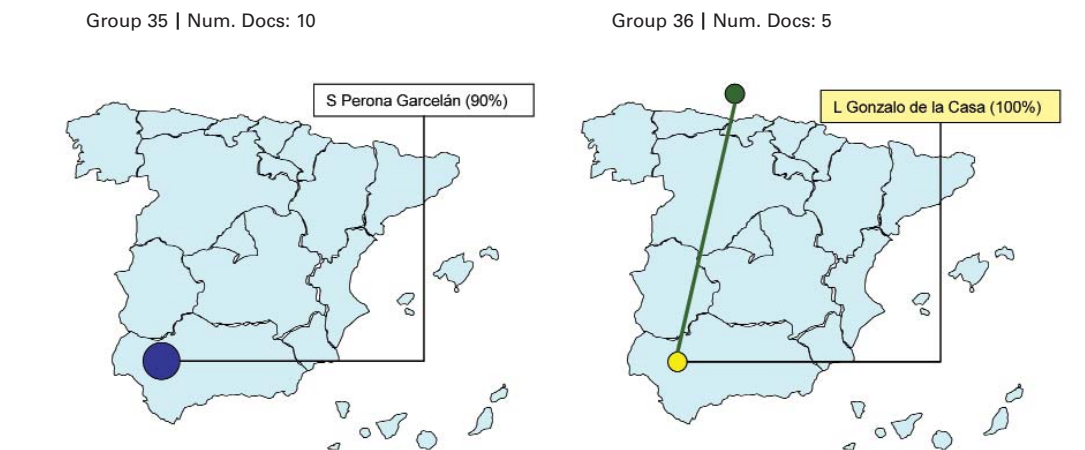 Group 35 | Num. Docs: 10
Group 36 | Num. Docs: 5
S Perona Garcelán (90%)
L Gonzalo de la Casa (100%)